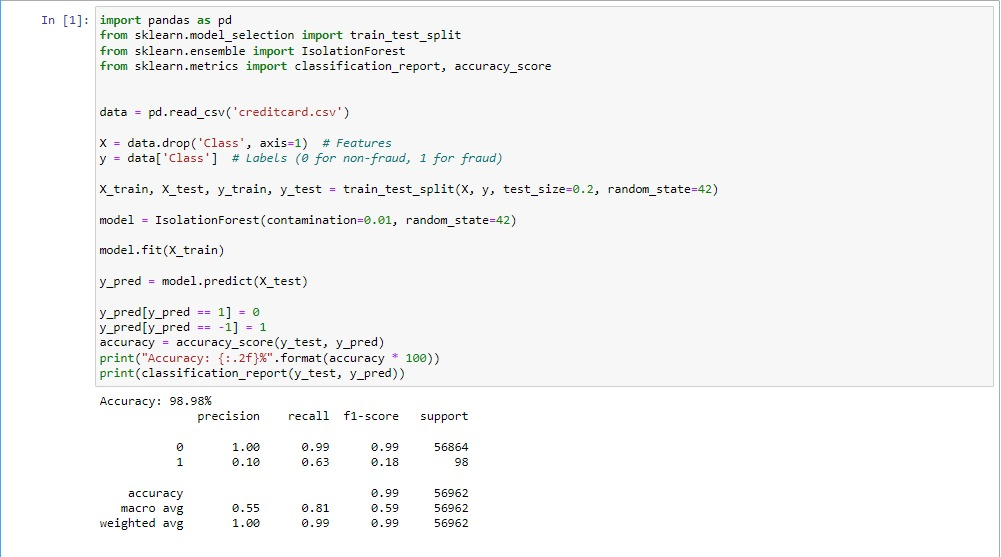 In [1]:
import pandas as pd
from sklearn.model_selection import train_test_split
from sklearn.ensemble import IsolationForest
from sklearn.metrics import classification_report, accuracy_score
data = pd.read_csv('creditcard.csv')
X = data.drop('Class', axis=1)  # Features
y = data['Class']  # Labels (0 for non-fraud, 1 for fraud)
X_train, X_test, y_train, y_test = train_test_split(X, y, test_size=0.2, random_state=42)
model = IsolationForest(contamination=0.01, random_state=42)
model.fit(X_train)
y_pred = model.predict(X_test)
y_pred[y_pred == 1] = 0
y_pred[y_pred == -1] = 1
accuracy = accuracy_score(y_test, y_pred)
print("Accuracy: {:.2f}%".format(accuracy * 100))
print(classification_report(y_test, y_pred))
Accuracy: 98.98%
precision    recall  f1-score   support
0       1.00      0.99      0.99     56864
1       0.10      0.63      0.18        98
accuracy                           0.99     56962
macro avg       0.55      0.81      0.59     56962
weighted avg       1.00      0.99      0.99     56962